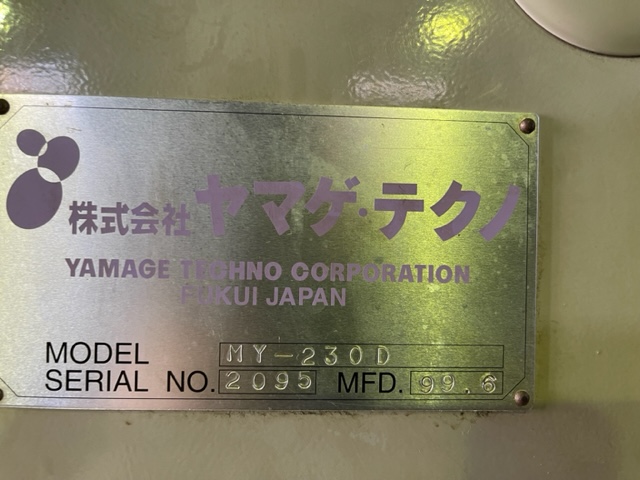 株式会社ヤマゲ・テクノ
YAMAGE TECHNO CORPORATION
FUKUI JAPAN
MODEL MY-230D
SERIAL NO. 2095 MFD. 99.6